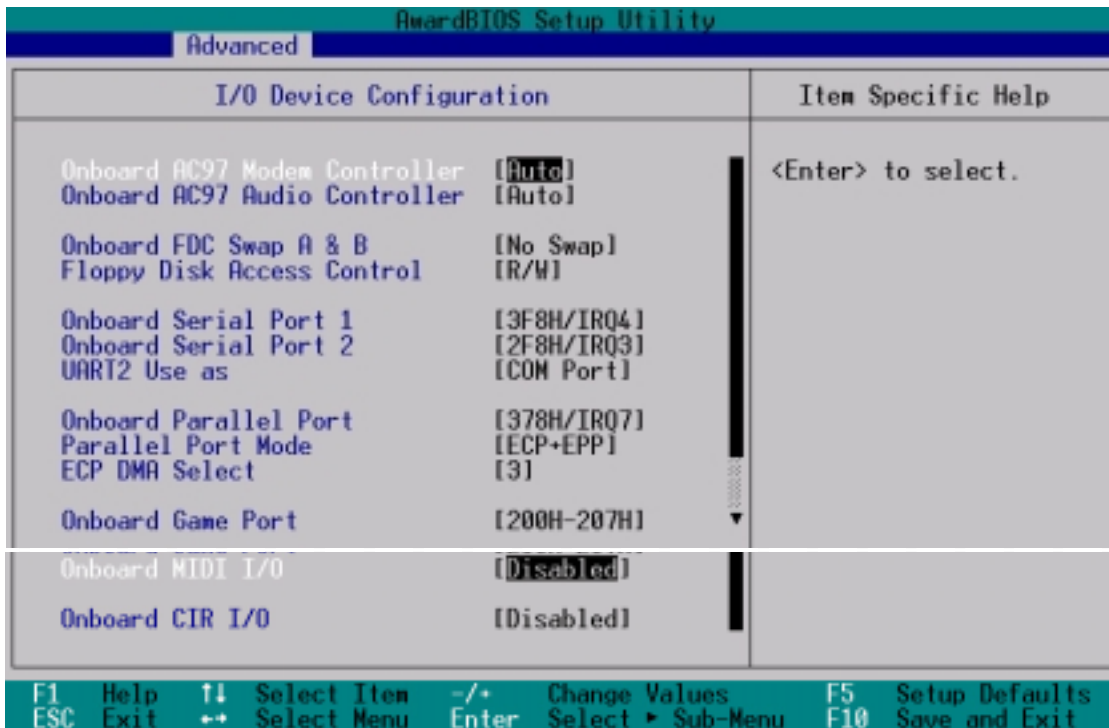 AwardBIOS Setup Utility
Advanced
I/O Device Configuration
Item Specific Help
Onboard AC97 Modem Controller [Auto]
<Enter> to select.
Onboard AC97 Audio Controller [Auto]
Onboard FDC Swap A & B [No Swap]
Floppy Disk Access Control [R/W]
Onboard Serial Port 1 [3F8H/IRQ4]
Onboard Serial Port 2 [2F8H/IRQ3]
UART2 Use as [COM Port]
Onboard Parallel Port [378H/IRQ7]
Parallel Port Mode [ECP+EPP]
ECP DMA Select [3]
Onboard Game Port [200H-207H]
Onboard MIDI I/O [Disabled]
Onboard CIR I/O [Disabled]
F1 Help ↑↓ Select Item -/+ Change Values F5 Setup Defaults
ESC Exit ←→ Select Menu Enter Select ► Sub-Menu F10 Save and Exit